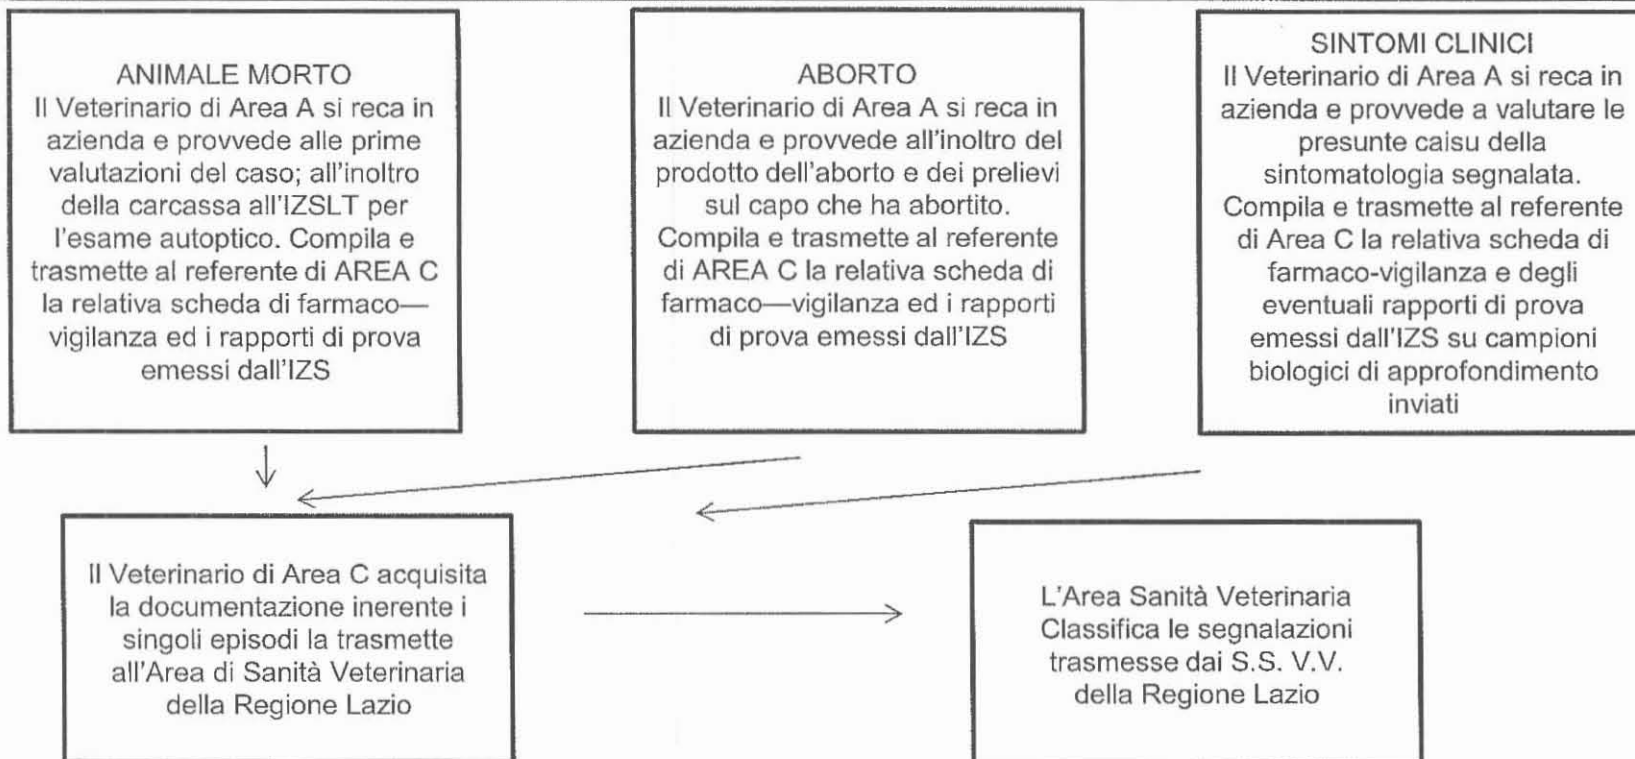 ANIMALE MORTO
Il Veterinario di Area A si reca in
azienda e provvede alle prime
valutazioni del caso; all'inoltro
della carcassa all'IZSLT per
l'esame autoptico. Compila e
trasmette al referente di AREA C
la relativa scheda di farmaco—
vigilanza ed i rapporti di prova
emessi dall'IZS
ABORTO
Il Veterinario di Area A si reca in
azienda e provvede all'inoltro del
prodotto dell'aborto e dei prelievi
sul capo che ha abortito.
Compila e trasmette al referente
di AREA C la relativa scheda di
farmaco—vigilanza ed i rapporti
di prova emessi dall'IZS
SINTOMI CLINICI
Il Veterinario di Area A si reca in
azienda e provvede a valutare le
presunte caisu della
sintomatologia segnalata.
Compila e trasmette al referente
di Area C la relativa scheda di
farmaco-vigilanza e degli
eventuali rapporti di prova
emessi dall'IZS su campioni
biologici di approfondimento
inviati
Il Veterinario di Area C acquisita
la documentazione inerente i
singoli episodi la trasmette
all'Area di Sanità Veterinaria
della Regione Lazio
L'Area Sanità Veterinaria
Classifica le segnalazioni
trasmesse dai S.S. V.V.
della Regione Lazio